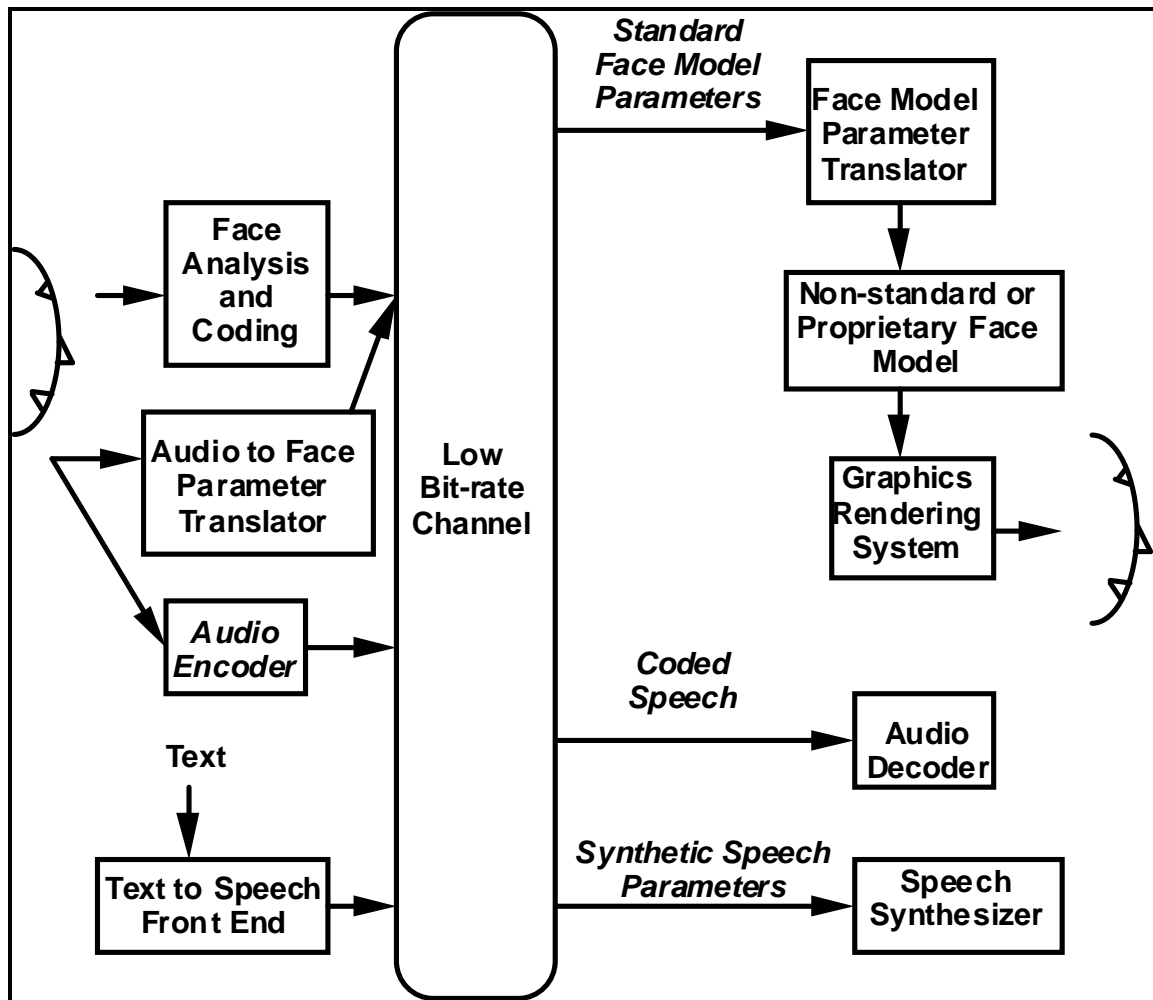 Standard
Face Model
Parameters
Face Model
Parameter
Translator
Face
Analysis
and
Coding
Non-standard or
Proprietary Face
Model
Audio to Face
Parameter
Translator
Low
Bit-rate
Channel
Graphics
Rendering
System
Audio
Encoder
Coded
Speech
Audio
Decoder
Text
Text to Speech
Front End
Synthetic Speech
Parameters
Speech
Synthesizer